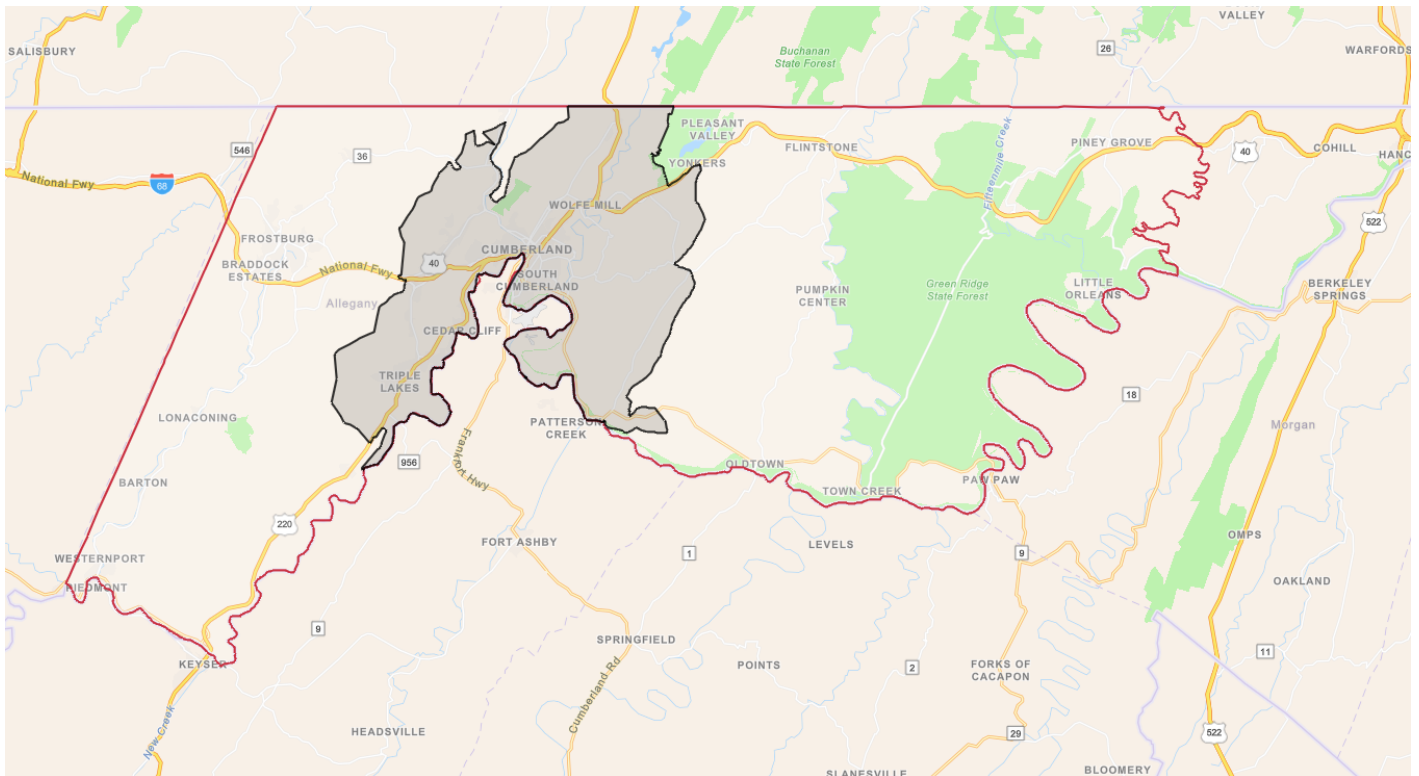 VALLEY
SALISBURY
26
Buchanan
State Forest
WARFORDS
PLEASANT
VALLEY
Fifteenmile Creek
546
36
FLINTSTONE
PINEY GROVE
40
COHILL
HANC
YONKERS
National Fwy
68
WOLFE MILL
522
FROSTBURG
CUMBERLAND
BRADDOCK
ESTATES
National Fwy
40
SOUTH
CUMBERLAND
Allegany
PUMPKIN
CENTER
Green Ridge
State Forest
LITTLE
ORLEANS
BERKELEY
SPRINGS
CEDAR CLIFF
TRIPLE
LAKES
18
LONACONING
PATTERSON
CREEK
Morgan
Frankfort Hwy
956
OLDTOWN
BARTON
TOWN CREEK
PAW PAW
220
OMPS
WESTERNPORT
FORT ASHBY
1
LEVELS
9
PIEDMONT
OAKLAND
9
SPRINGFIELD
KEYSER
POINTS
2
FORKS OF
CACAPON
11
Cumberland Rd
New Creek
HEADSVILLE
29
522
SLANESVILLE
BLOOMERY